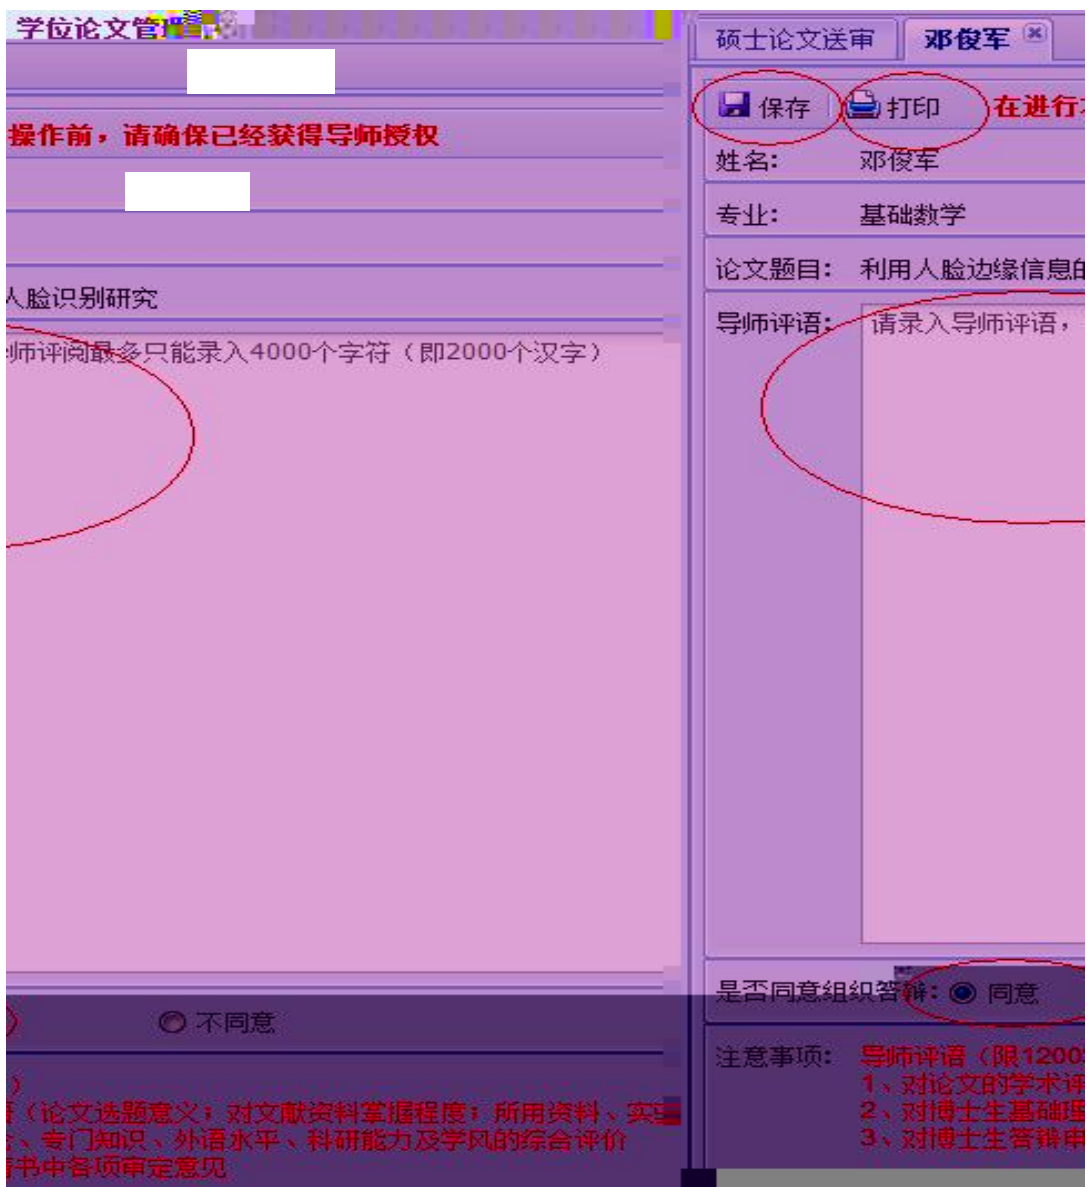 学位论文管理
操作前，请确保已经获得导师授权
人脸识别研究
师评阅最多只能录入4000个字符（即2000个汉字）
不同意
）
（论文选题意义；对文献资料掌握程度；所用资料、实
、专门知识、外语水平、科研能力及学风的综合评价
书中各项审定意见
硕士论文送审 邓俊军
保存 打印 在进行
姓名： 邓俊军
专业： 基础数学
论文题目： 利用人脸边缘信息的
导师评语： 请录入导师评语，
是否同意组织答辩： 同意
注意事项： 导师评语（限1200
1、对论文的学术评
2、对博士生基础理
3、对博士生答辩申